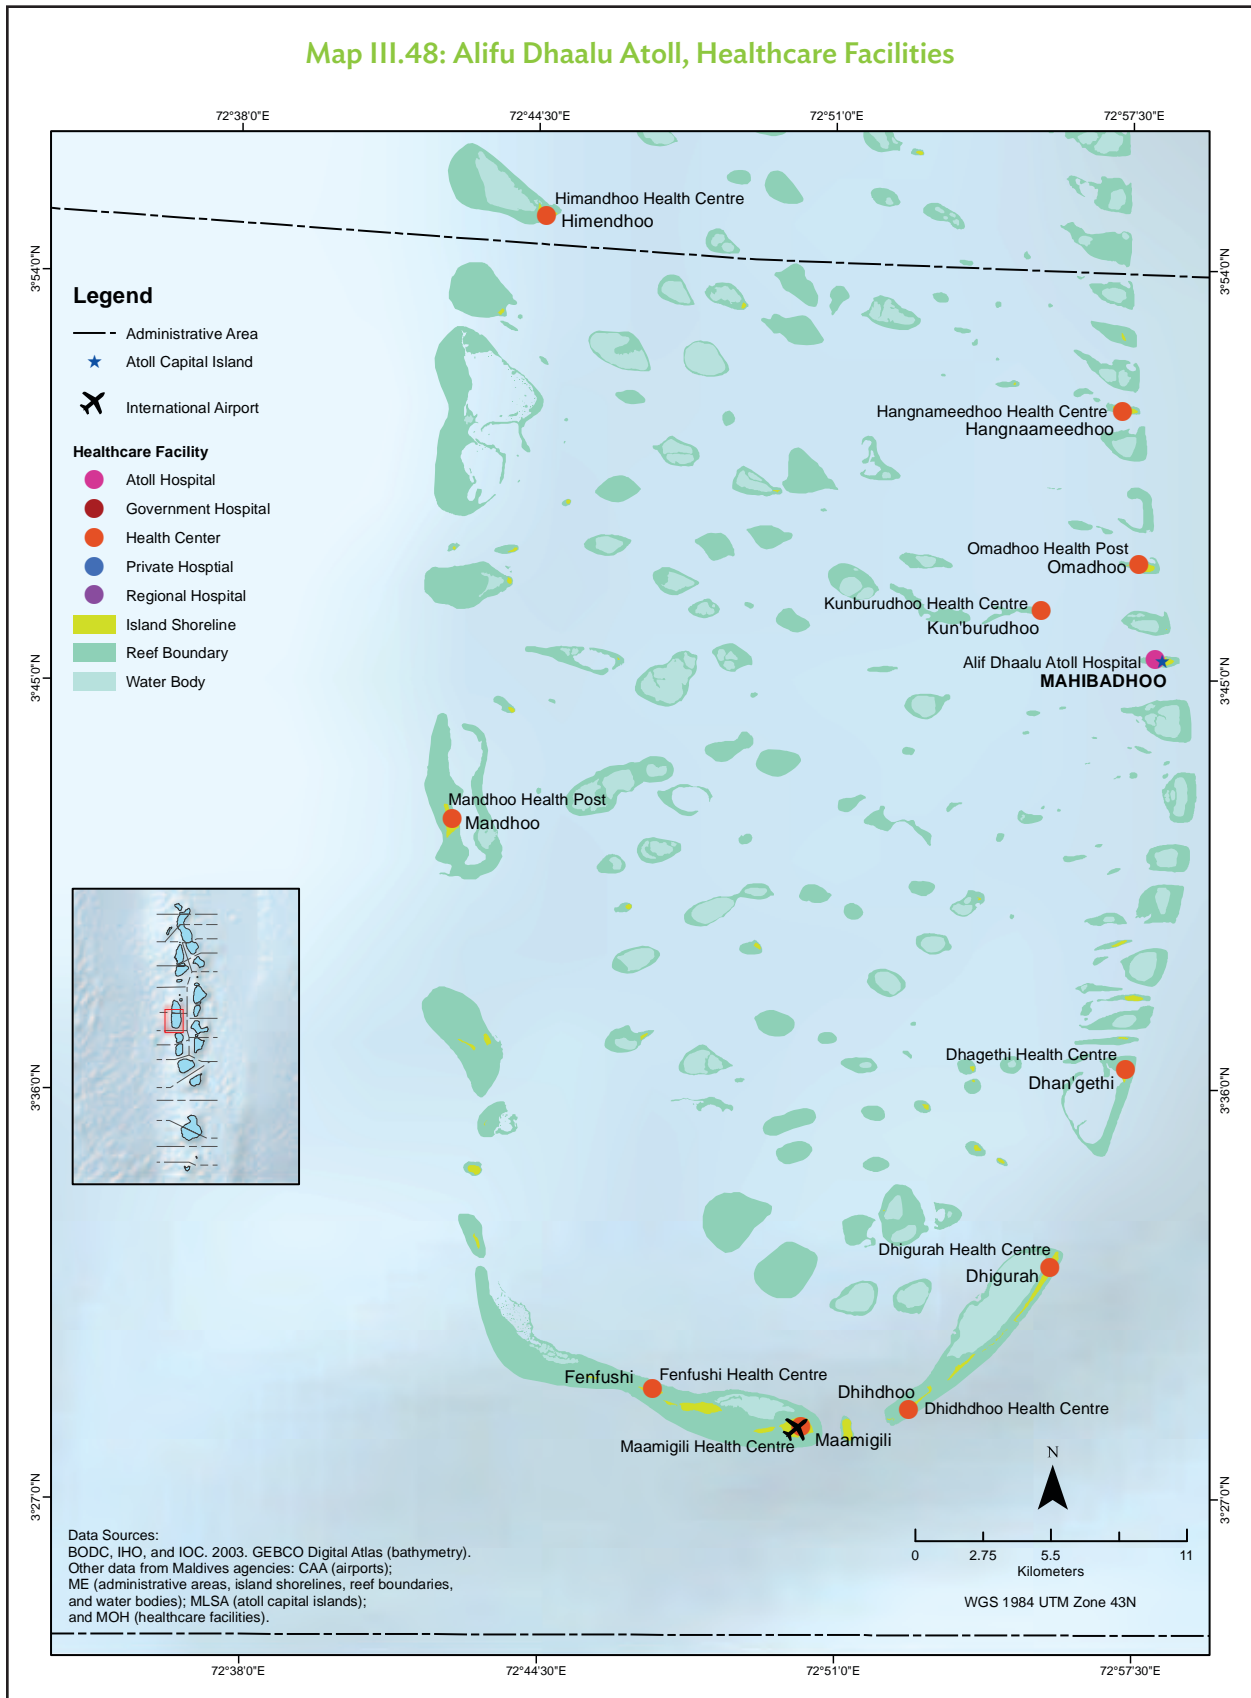 Map III.48: Alifu Dhaalu Atoll, Healthcare Facilities
72°38'0"E
72°44'30"E
72°51'0"E
72°57'30"E
Himandhoo Health Centre
Himendhoo
3°54'0"N
3°54'0"N
Legend
Administrative Area
Atoll Capital Island
International Airport
Healthcare Facility
Atoll Hospital
Government Hospital
Health Center
Private Hosptial
Regional Hospital
Island Shoreline
Reef Boundary
Water Body
Hangnameedhoo Health Centre
Hangnaameedhoo
Omadhoo Health Post
Omadhoo
Kunburudhoo Health Centre
Kun'burudhoo
Alif Dhaalu Atoll Hospital
MAHIBADHOO
3°45'0"N
3°45'0"N
Mandhoo Health Post
Mandhoo
Dhagethi Health Centre
Dhan'gethi
3°36'0"N
3°36'0"N
Dhigurah Health Centre
Dhigurah
Fenfushi
Fenfushi Health Centre
Dhihdhoo
Dhidhdhoo Health Centre
Maamigili Health Centre
Maamigili
N
3°27'0"N
3°27'0"N
0
2.75
5.5
11
Kilometers
WGS 1984 UTM Zone 43N
Data Sources:
BODC, IHO, and IOC. 2003. GEBCO Digital Atlas (bathymetry).
Other data from Maldives agencies: CAA (airports);
ME (administrative areas, island shorelines, reef boundaries,
and water bodies); MLSA (atoll capital islands);
and MOH (healthcare facilities).
72°38'0"E
72°44'30"E
72°51'0"E
72°57'30"E